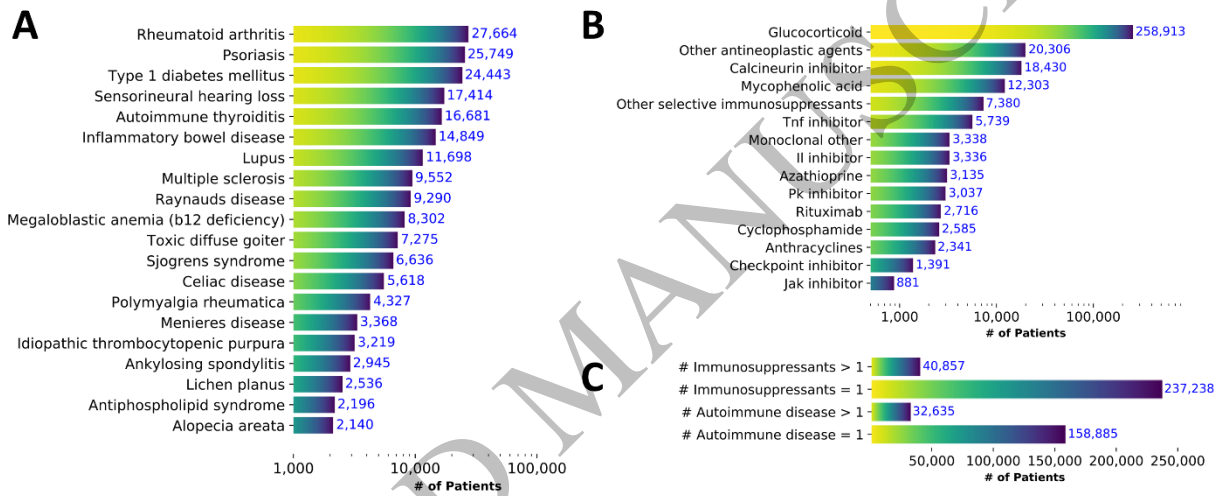 A
Rheumatoid arthritis 27,664
Psoriasis 25,749
Type 1 diabetes mellitus 24,443
Sensorineural hearing loss 17,414
Autoimmune thyroiditis 16,681
Inflammatory bowel disease 14,849
Lupus 11,698
Multiple sclerosis 9,552
Raynauds disease 9,290
Megaloblastic anemia (b12 deficiency) 8,302
Toxic diffuse goiter 7,275
Sjogrens syndrome 6,636
Celiac disease 5,618
Polymyalgia rheumatica 4,327
Menieres disease 3,368
Idiopathic thrombocytopenic purpura 3,219
Ankylosing spondylitis 2,945
Lichen planus 2,536
Antiphospholipid syndrome 2,196
Alopecia areata 2,140
1,000 10,000 100,000
# of Patients
B
Glucocorticoid 258,913
Other antineoplastic agents 20,306
Calcineurin inhibitor 18,430
Mycophenolic acid 12,303
Other selective immunosuppressants 7,380
Tnf inhibitor 5,739
Monoclonal other 3,338
Il inhibitor 3,336
Azathioprine 3,135
Pk inhibitor 3,037
Rituximab 2,716
Cyclophosphamide 2,585
Anthracyclines 2,341
Checkpoint inhibitor 1,391
Jak inhibitor 881
1,000 10,000 100,000
# of Patients
C
# Immunosuppressants > 1 40,857
# Immunosuppressants = 1 237,238
# Autoimmune disease > 1 32,635
# Autoimmune disease = 1 158,885
50,000 100,000 150,000 200,000 250,000
# of Patients
D MANUSC